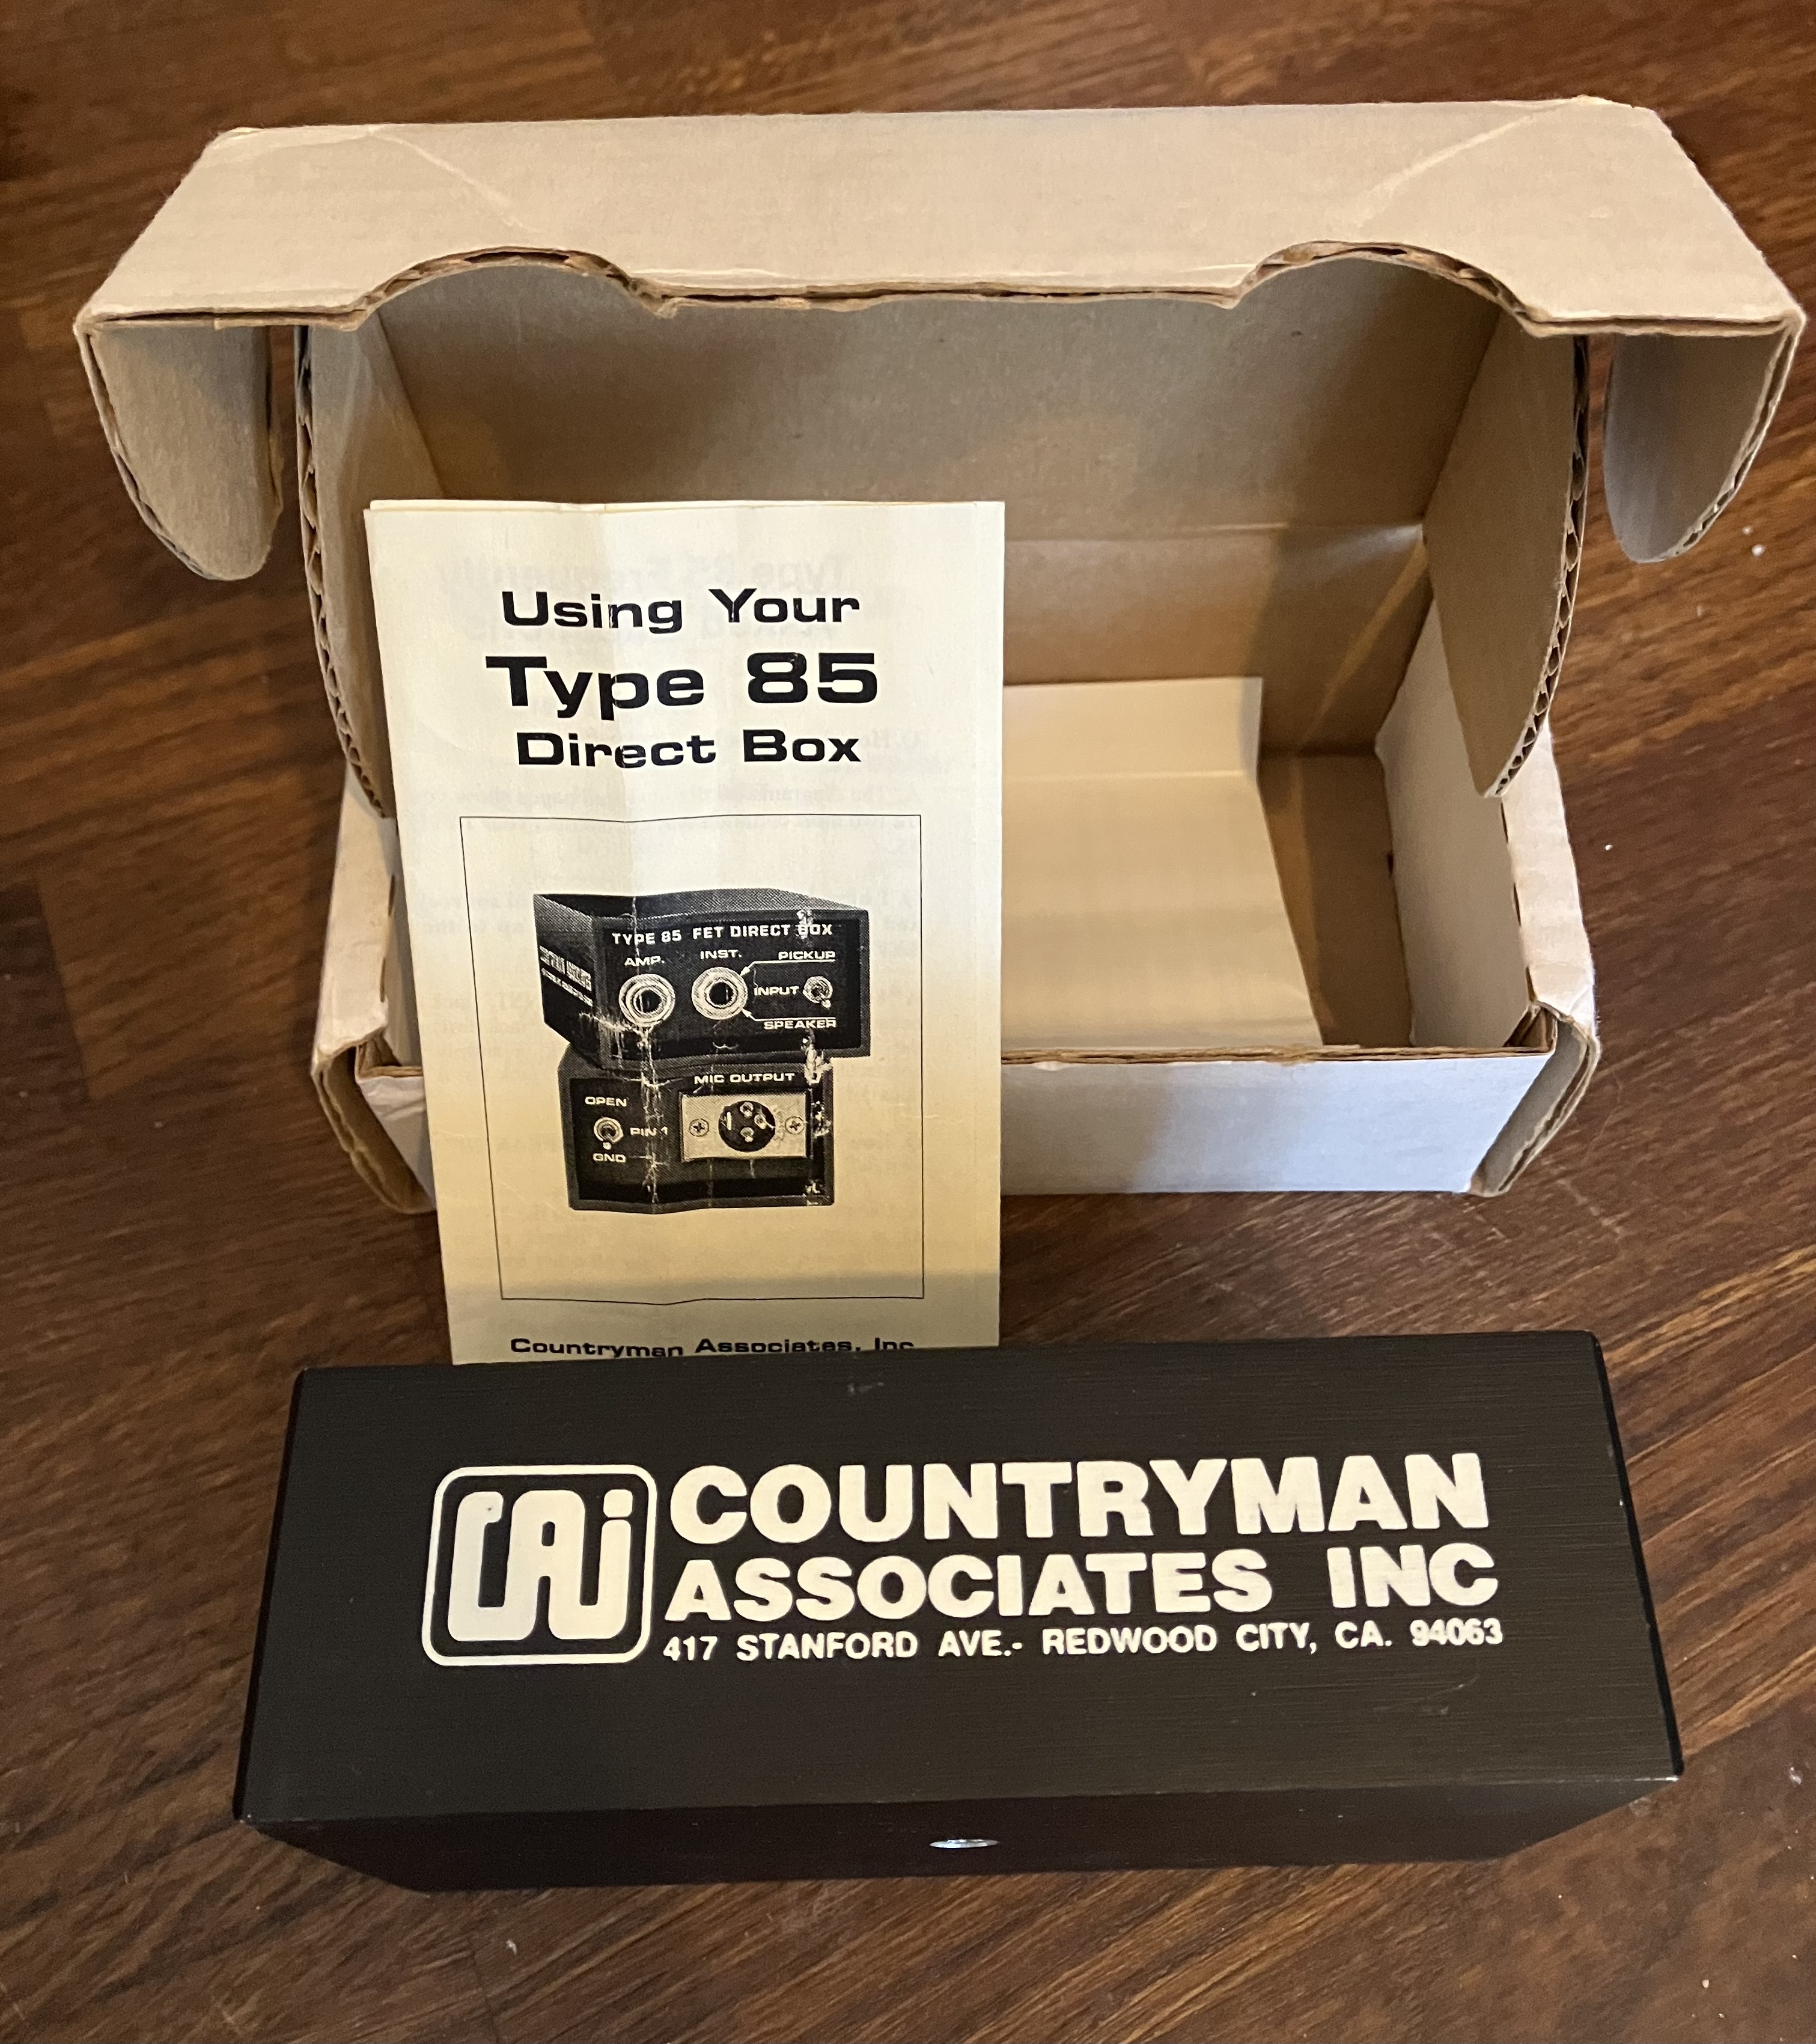 Using Your
Type 85
Direct Box
TYPE 85 FET DIRECT BOX
AMP.
INST.
PICKUP
INPUT
SPEAKER
MIC OUTPUT
OPEN
PIN 1
GND
Countryman Associates, Inc
CAi
COUNTRYMAN
ASSOCIATES INC
417 STANFORD AVE.- REDWOOD CITY, CA. 94063